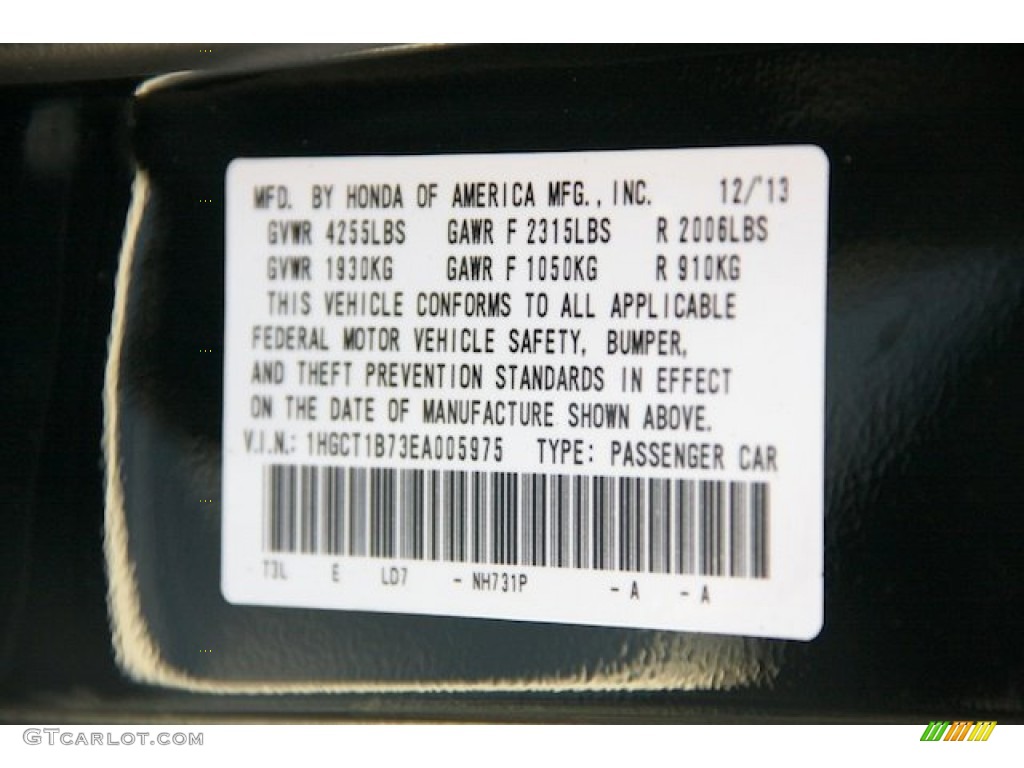 MFD. BY HONDA OF AMERICA MFG., INC. 12/13
GVWR 4255LBS GAWR F 2315LBS R 2006LBS
GVWR 1930KG GAWR F 1050KG R 910KG
THIS VEHICLE CONFORMS TO ALL APPLICABLE
FEDERAL MOTOR VEHICLE SAFETY, BUMPER,
AND THEFT PREVENTION STANDARDS IN EFFECT
ON THE DATE OF MANUFACTURE SHOWN ABOVE.
V.I.N.: 1HGCT1B73EA005975 TYPE: PASSENGER CAR
T3L E LD7 - NH731P - A - A
GTCARLOT.COM